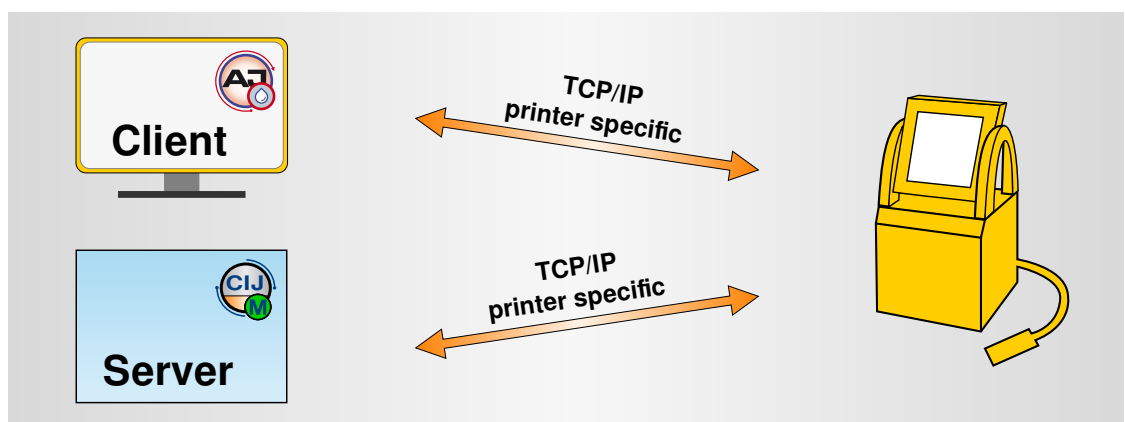 AJ
Client
TCP/IP
printer specific
CIJ
M
Server
TCP/IP
printer specific